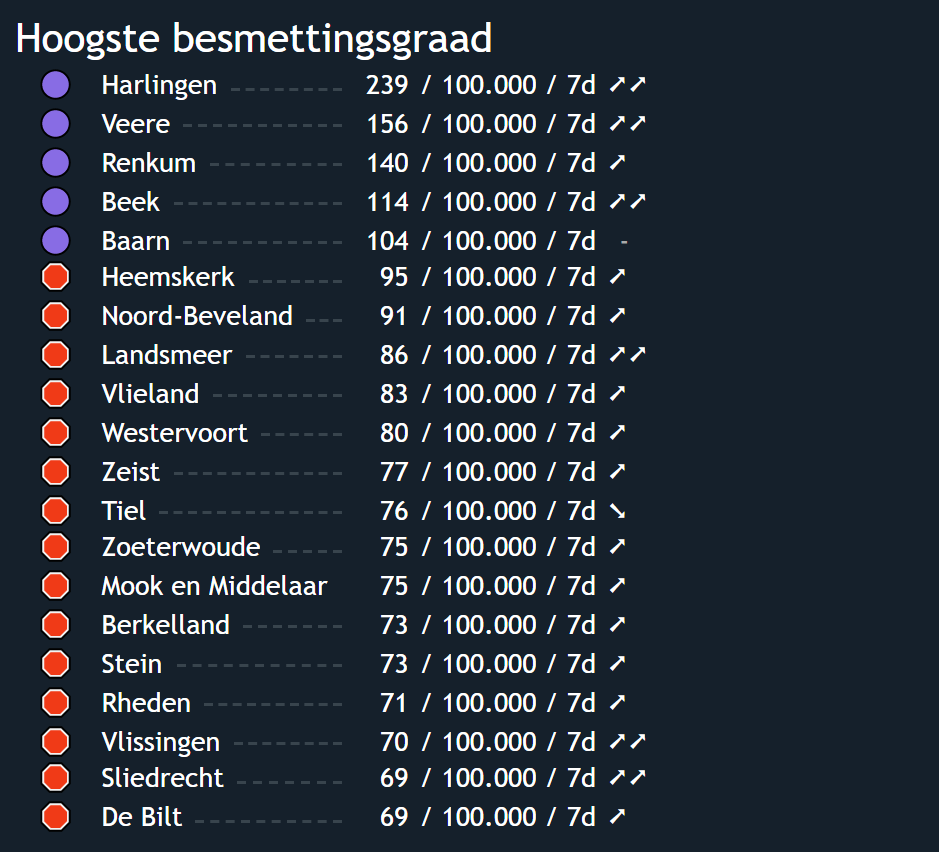 Hoogste besmettingsgraad
Harlingen 239 / 100.000 / 7d ➚➚
Veere 156 / 100.000 / 7d ➚➚
Renkum 140 / 100.000 / 7d ➚
Beek 114 / 100.000 / 7d ➚➚
Baarn 104 / 100.000 / 7d -
Heemskerk 95 / 100.000 / 7d ➚
Noord-Beveland 91 / 100.000 / 7d ➚
Landsmeer 86 / 100.000 / 7d ➚➚
Vlieland 83 / 100.000 / 7d ➚
Westervoort 80 / 100.000 / 7d ➚
Zeist 77 / 100.000 / 7d ➚
Tiel 76 / 100.000 / 7d ➘
Zoeterwoude 75 / 100.000 / 7d ➚
Mook en Middelaar 75 / 100.000 / 7d ➚
Berkelland 73 / 100.000 / 7d ➚
Stein 73 / 100.000 / 7d ➚
Rheden 71 / 100.000 / 7d ➚
Vlissingen 70 / 100.000 / 7d ➚➚
Sliedrecht 69 / 100.000 / 7d ➚➚
De Bilt 69 / 100.000 / 7d ➚